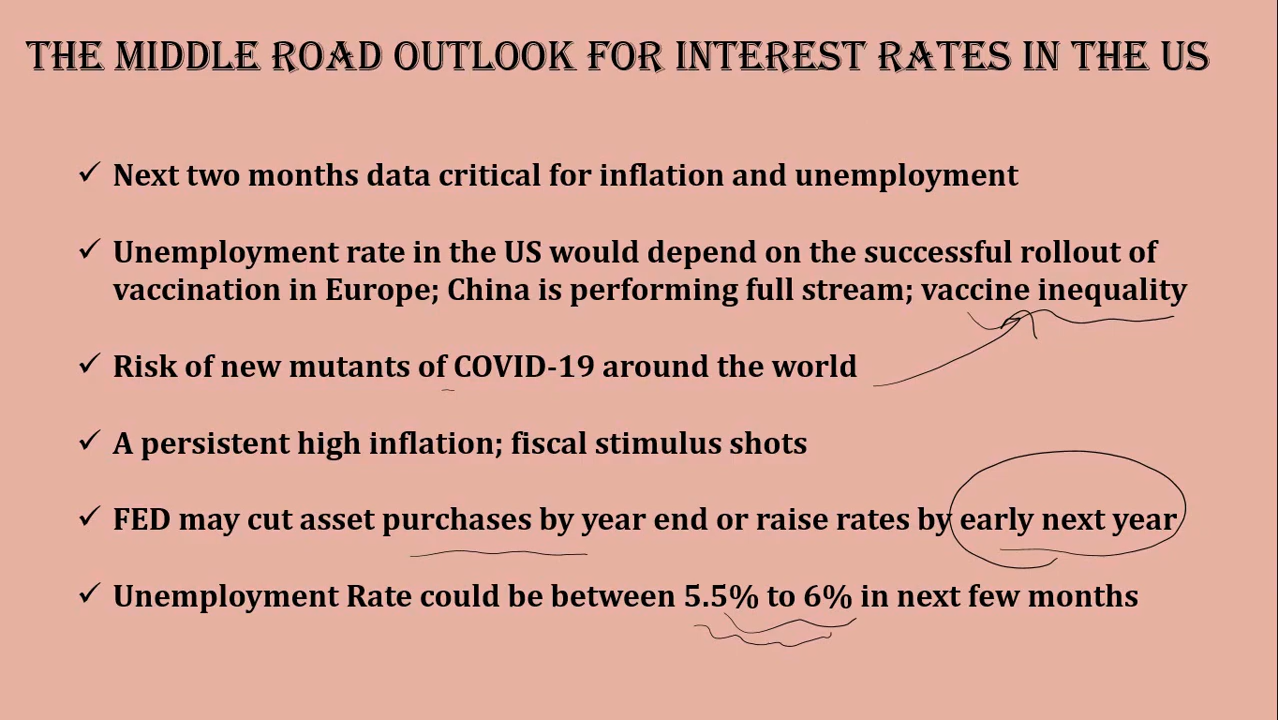 THE MIDDLE ROAD OUTLOOK FOR INTEREST RATES IN THE US
✓ Next two months data critical for inflation and unemployment
✓ Unemployment rate in the US would depend on the successful rollout of
vaccination in Europe; China is performing full stream; vaccine inequality
✓ Risk of new mutants of COVID-19 around the world
✓ A persistent high inflation; fiscal stimulus shots
✓ FED may cut asset purchases by year end or raise rates by early next year
✓ Unemployment Rate could be between 5.5% to 6% in next few months